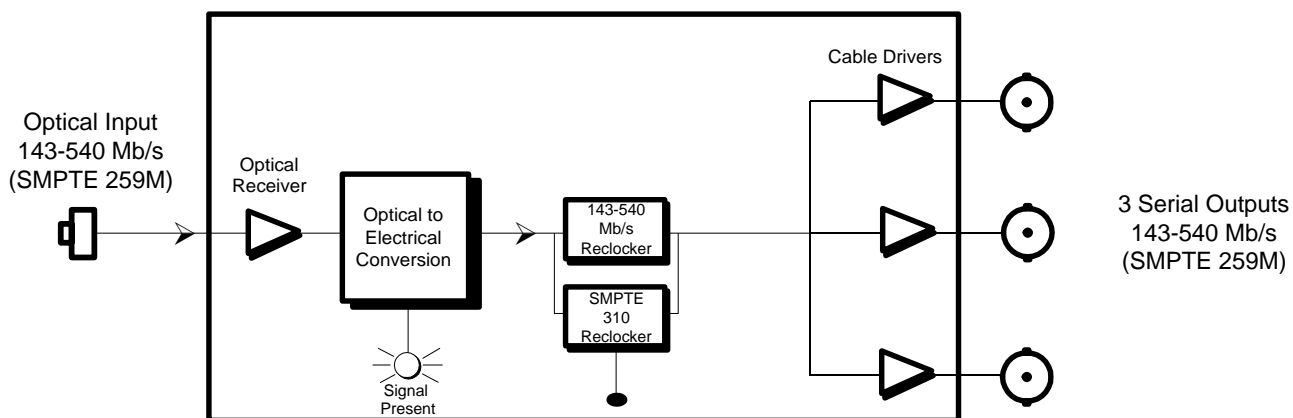 Optical Input
143-540 Mb/s
(SMPTE 259M)
Optical
Receiver
Optical to
Electrical
Conversion
Signal
Present
143-540
Mb/s
Reclocker
SMPTE
310
Reclocker
Cable Drivers
3 Serial Outputs
143-540 Mb/s
(SMPTE 259M)